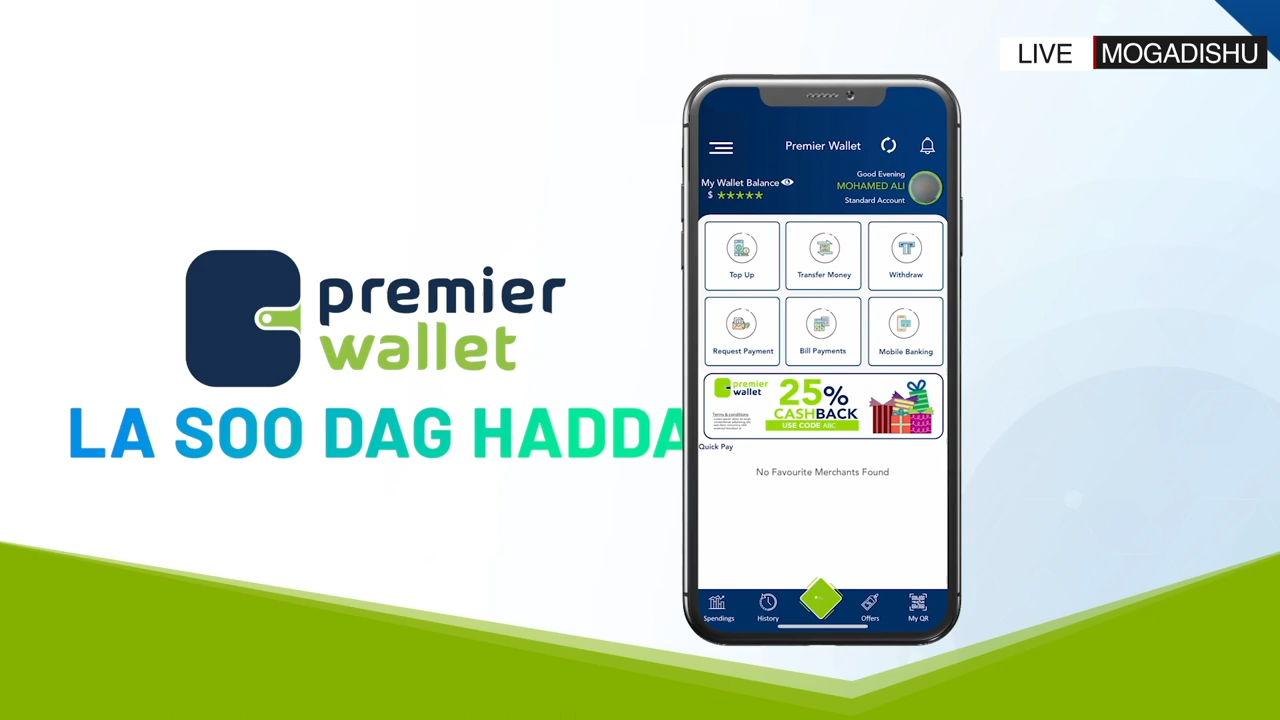 LIVE MOGADISHU
premier
wallet
LA SOO DAG HADDA
Premier Wallet
My Wallet Balance
$ *****
Good Evening
MOHAMED ALI
Standard Account
Top Up
Transfer Money
Withdraw
Request Payment
Bill Payments
Mobile Banking
premier
wallet
Terms & conditions
25%
CASHBACK
USE CODE ABC
Quick Pay
No Favourite Merchants Found
Spendings
History
Offers
My QR